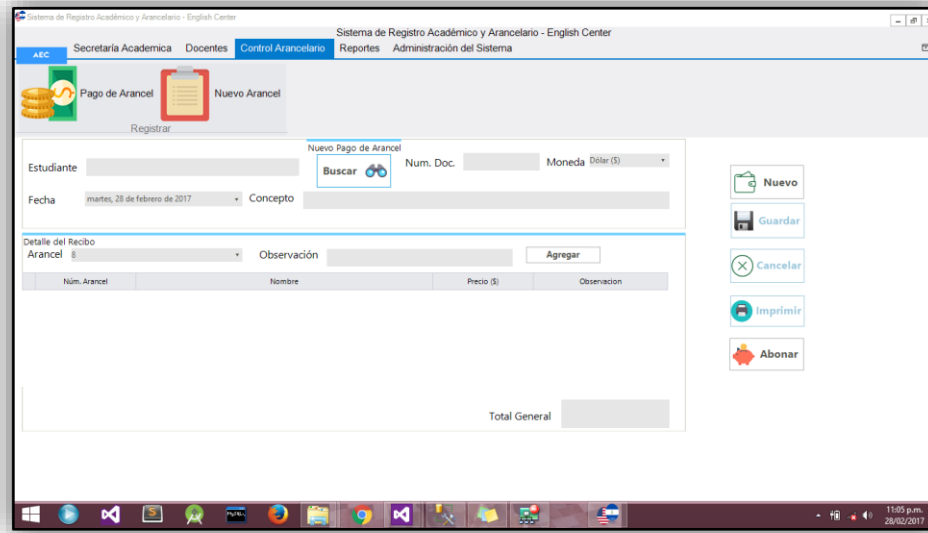 Sistema de Registro Académico y Arancelario - English Center
Sistema de Registro Académico y Arancelario - English Center
AEC Secretaría Academica Docentes Control Arancelario Reportes Administración del Sistema
Pago de Arancel Nuevo Arancel
Registrar
Nuevo Pago de Arancel
Estudiante Buscar Num. Doc. Moneda Dólar ($)
Fecha martes, 28 de febrero de 2017 Concepto
Nuevo
Guardar
Cancelar
Imprimir
Abonar
Detalle del Recibo
Arancel 8 Observación Agregar
Núm. Arancel Nombre Precio ($) Observacion
Total General
11:05 p.m.
28/02/2017